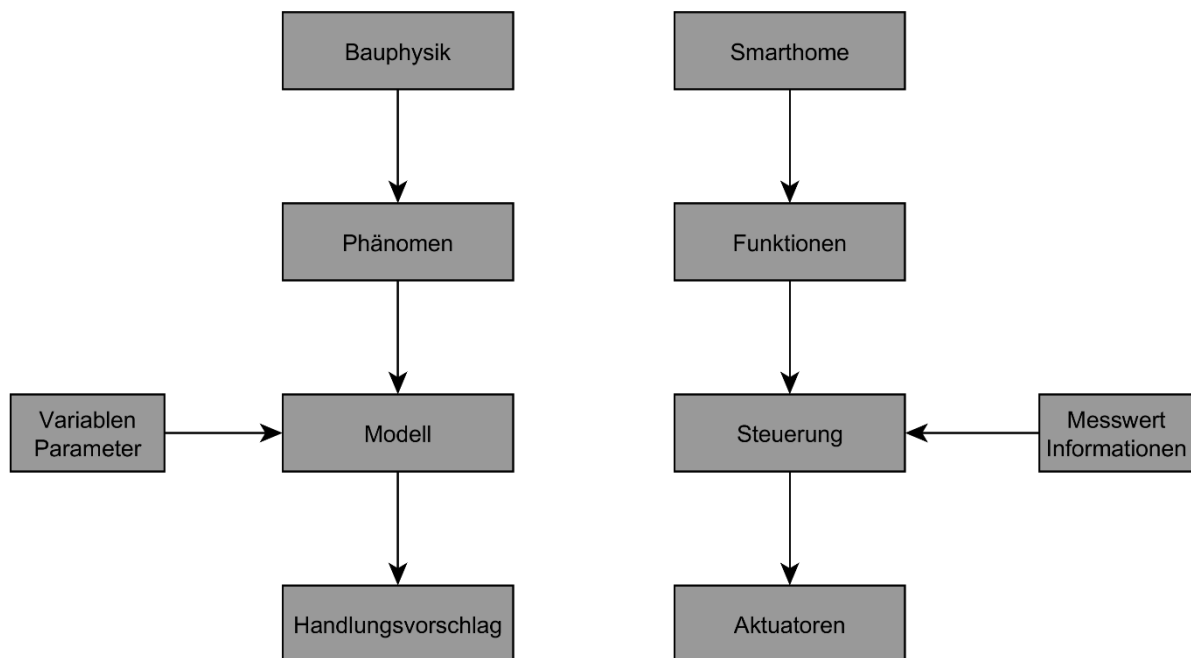 Bauphysik
Smarthome
Phänomen
Funktionen
Variablen
Parameter
Modell
Steuerung
Messwert
Informationen
Handlungsvorschlag
Aktuatoren